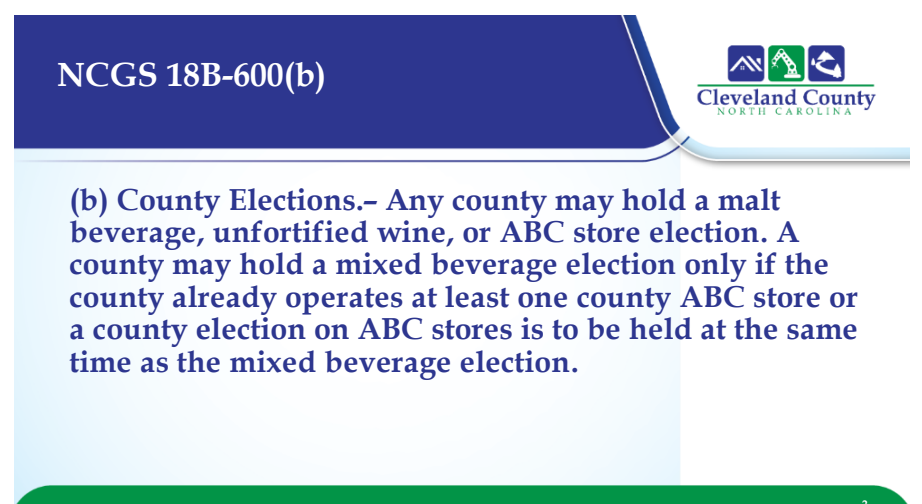 NCGS 18B-600(b)
Cleveland County
NORTH CAROLINA
(b) County Elections.– Any county may hold a malt
beverage, unfortified wine, or ABC store election. A
county may hold a mixed beverage election only if the
county already operates at least one county ABC store or
a county election on ABC stores is to be held at the same
time as the mixed beverage election.
2